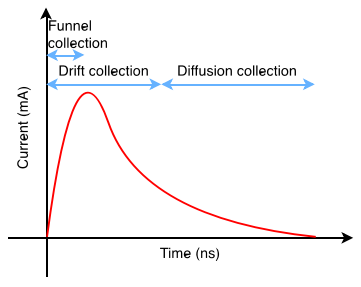 Funnel
collection
Drift collection
Diffusion collection
Current (mA)
Time (ns)